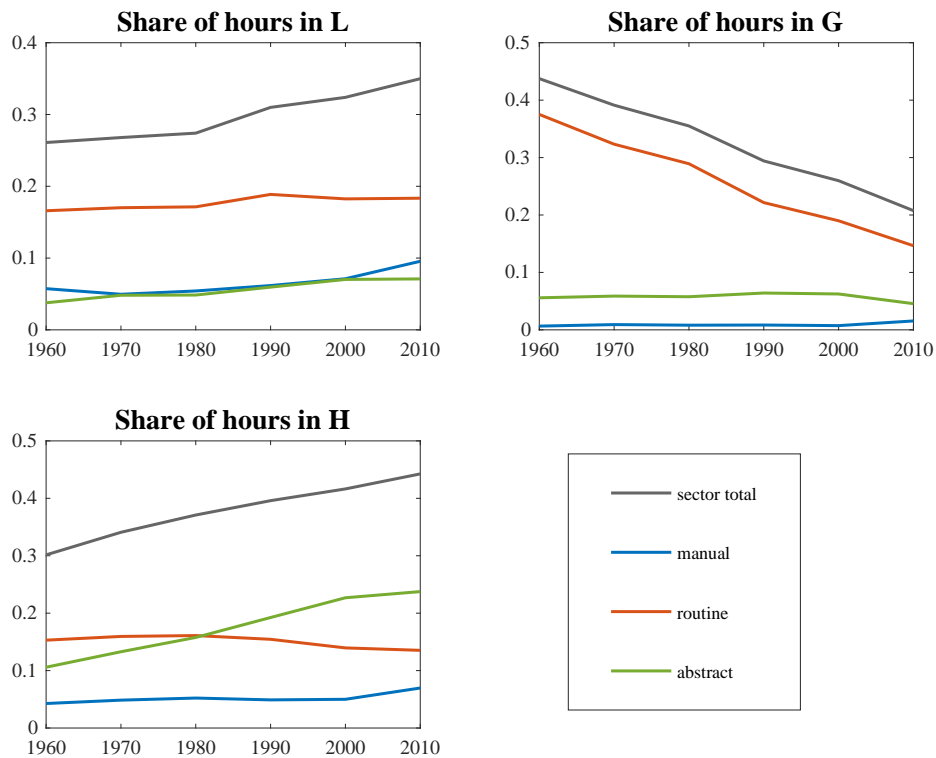 Share of hours in L
0.4
0.3
0.2
0.1
0
1960 1970 1980 1990 2000 2010
Share of hours in G
0.5
0.4
0.3
0.2
0.1
0
1960 1970 1980 1990 2000 2010
Share of hours in H
0.5
0.4
0.3
0.2
0.1
0
1960 1970 1980 1990 2000 2010
sector total
manual
routine
abstract